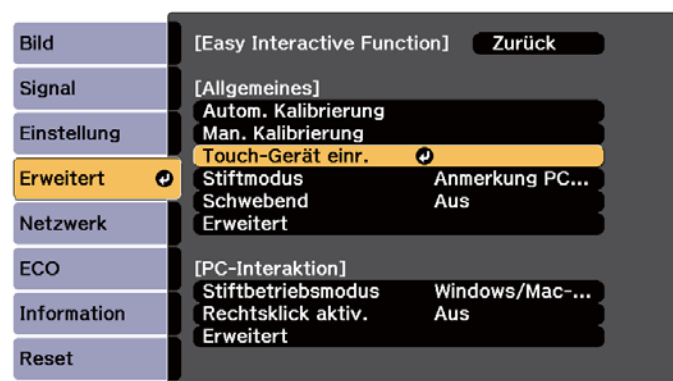 Bild
Signal
Einstellung
Erweitert
Netzwerk
ECO
Information
Reset
[Easy Interactive Function] Zurück
[Allgemeines]
Autom. Kalibrierung
Man. Kalibrierung
Touch-Gerät einr.
Stiftmodus Anmerkung PC...
Schwebend Aus
Erweitert
[PC-Interaktion]
Stiftbetriebsmodus Windows/Mac-...
Rechtsklick aktiv. Aus
Erweitert